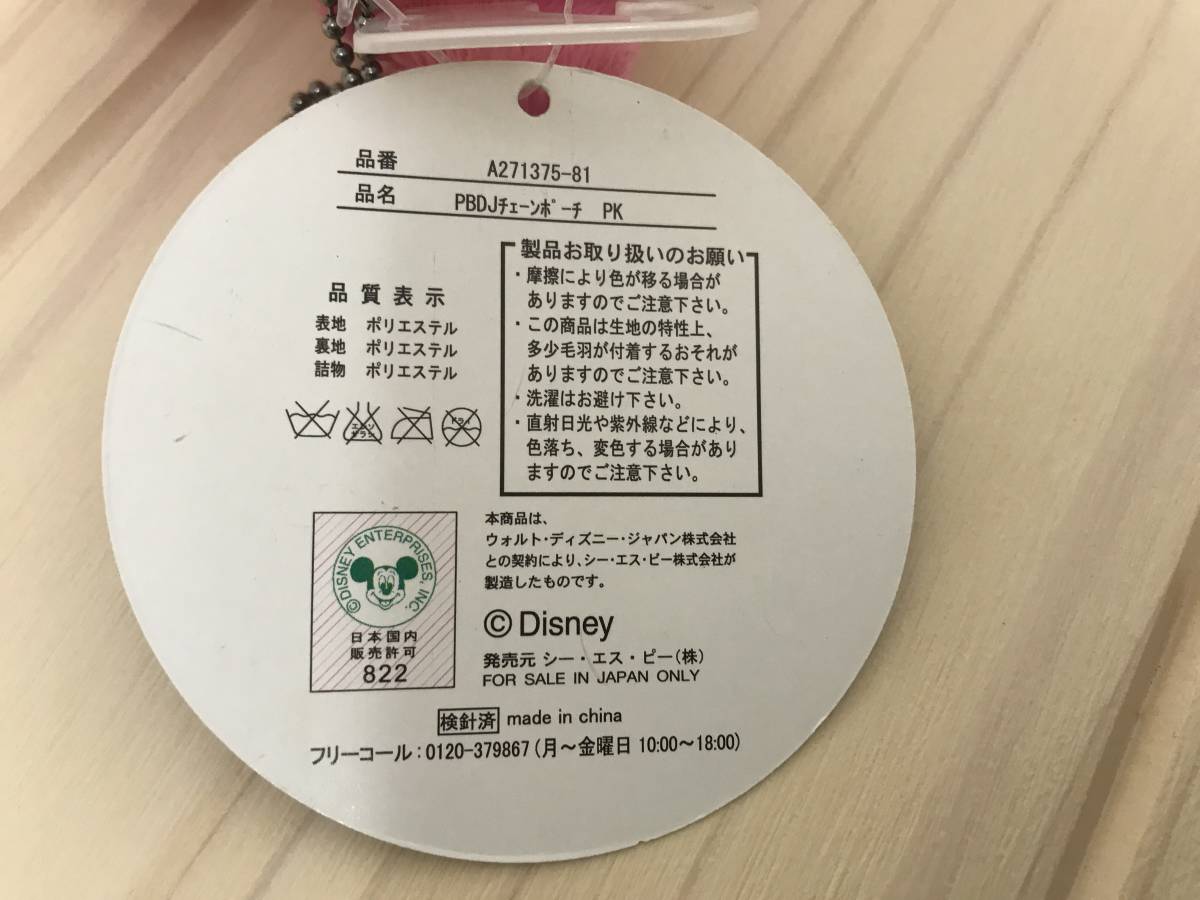 品番 A271375-81
品名 PBDJﾁｪｰﾝﾎﾟｰﾁ PK
品質表示
表地 ポリエステル
裏地 ポリエステル
詰物 ポリエステル
エンソ
サラシ
ドライ
製品お取り扱いのお願い
・摩擦により色が移る場合が
ありますのでご注意下さい。
・この商品は生地の特性上、
多少毛羽が付着するおそれが
ありますのでご注意下さい。
・洗濯はお避け下さい。
・直射日光や紫外線などにより、
色落ち、変色する場合があり
ますのでご注意下さい。
©DISNEY ENTERPRISES, INC.
日本国内
販売許可
822
本商品は、
ウォルト・ディズニー・ジャパン株式会社
との契約により、シー・エス・ピー株式会社が
製造したものです。
© Disney
発売元 シー・エス・ピー(株)
FOR SALE IN JAPAN ONLY
検針済 made in china
フリーコール：0120-379867 (月～金曜日 10:00～18:00)